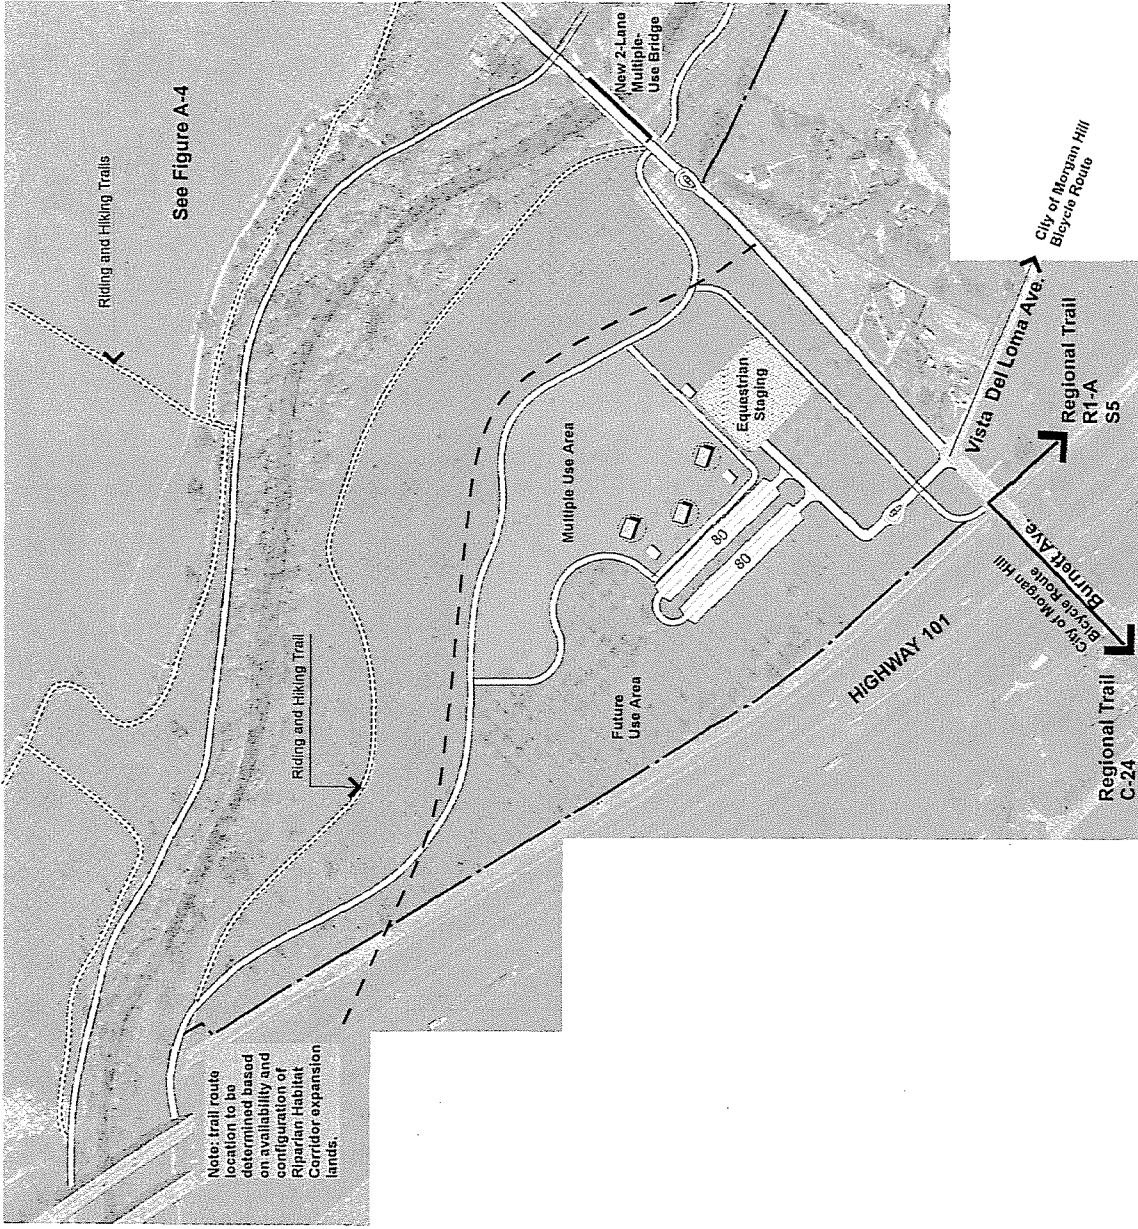 See Figure A-4
Riding and Hiking Trails
New 2-Lane
Multiple-
Use Bridge
City of Morgan Hill
Bicycle Route
Vista Del Loma Ave.
Regional Trail
R1-A
S5
Equestrian
Staging
Multiple Use Area
80
80
Riding and Hiking Trail
Future
Use Area
HIGHWAY 101
Burnett Ave.
City of Morgan Hill
Bicycle Route
Regional Trail
C-24
Note: trail route
location to be
determined based
on availability and
configuration of
Riparian Habitat
Corridor expansion
lands.